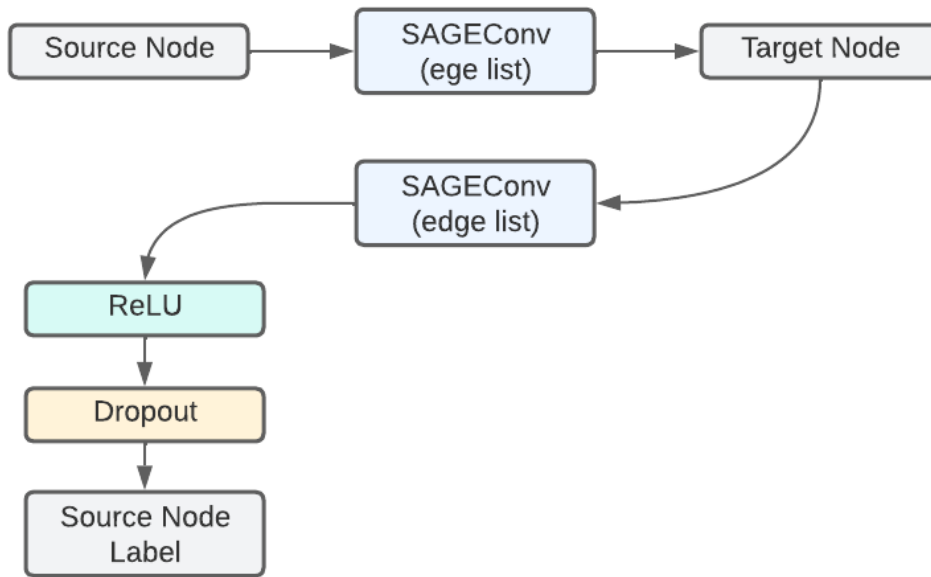 Source Node
SAGEConv
(ege list)
Target Node
SAGEConv
(edge list)
ReLU
Dropout
Source Node
Label